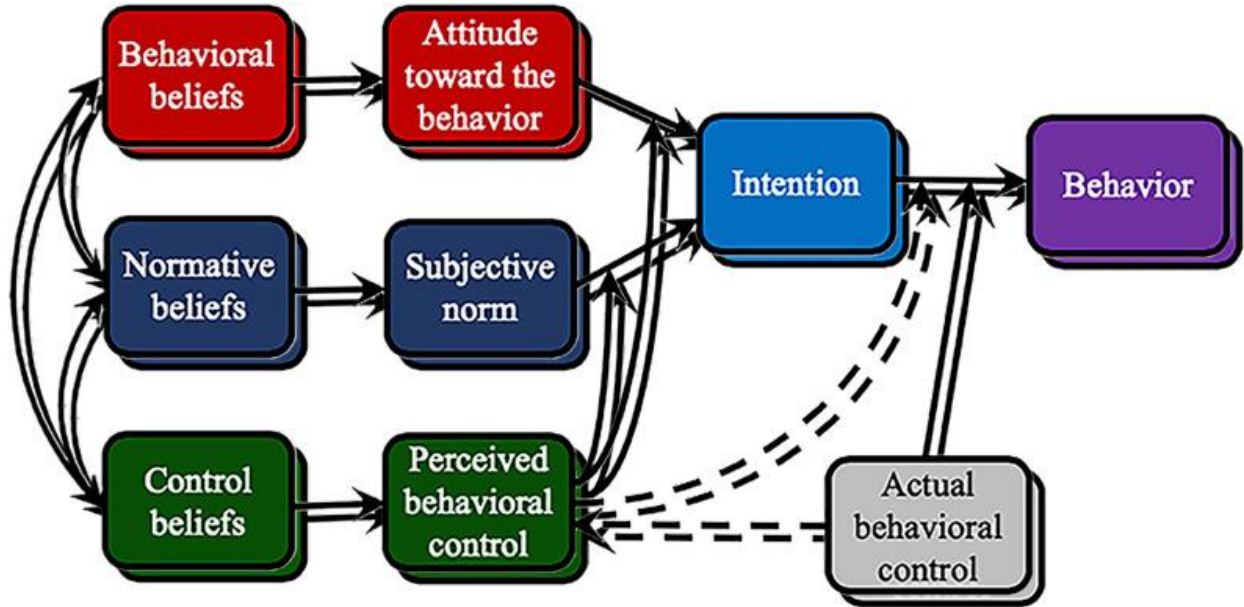 Behavioral
beliefs
Attitude
toward the
behavior
Intention
Behavior
Normative
beliefs
Subjective
norm
Control
beliefs
Perceived
behavioral
control
Actual
behavioral
control